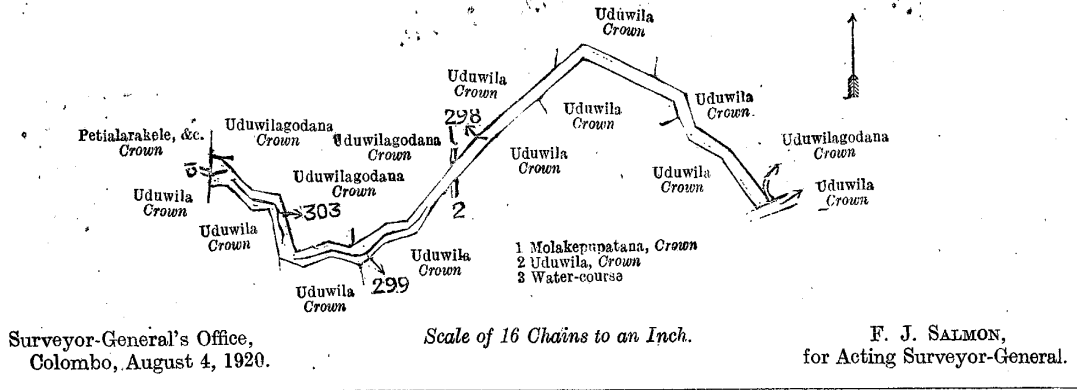 Uduwila
Crown
Uduwila
Crown
Uduwila
Crown
Uduwila
Crown.
298
Petialarakele, &c.
Crown
Uduwilagodana
Crown
Uduwilagodana
Crown
Uduwila
Crown
Uduwilagodana
Crown
Uduwilagodana
Crown
Uduwila
Crown
Uduwila
Crown
Uduwila
Crown
303
2
Uduwila
Crown
Uduwila
Crown
299
Uduwila
Crown
1 Molakepupatana, Crown
2 Uduwila, Crown
3 Water-course
Surveyor-General's Office,
Colombo, August 4, 1920.
Scale of 16 Chains to an Inch.
F. J. SALMON,
for Acting Surveyor-General.